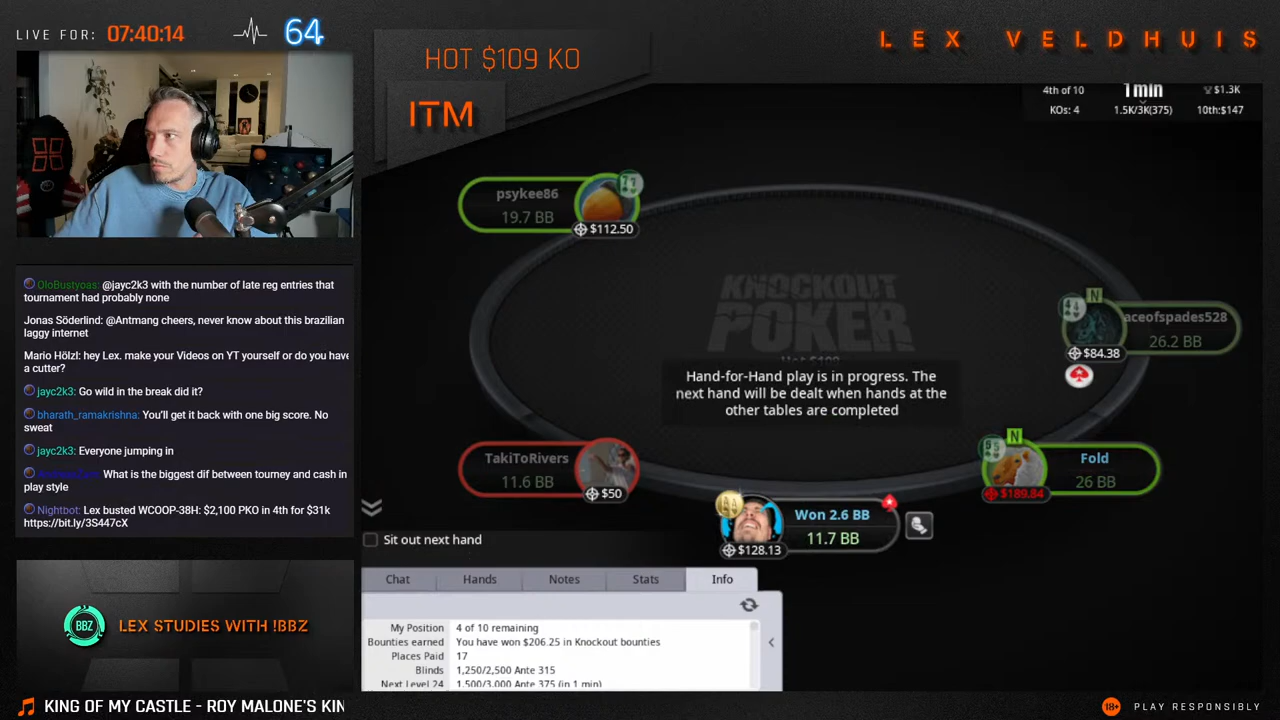 LIVE FOR: 07:40:14 64
HOT $109 KO
LEX VELDHUIS
ITM
4th of 10
KOs: 4
1min
1.5K/3K(375)
$1.3K
10th:$147
psykee86
19.7 BB
$112.50
KNOCKOUT
POKER
Hot $109
aceofspades528
26.2 BB
N
44
$84.38
Hand-for-Hand play is in progress. The
next hand will be dealt when hands at the
other tables are completed
TakiToRivers
11.6 BB
$50
N
55
Fold
26 BB
$189.84
Won 2.6 BB
11.7 BB
$128.13
OloBustyoas: @jayc2k3 with the number of late reg entries that
tournament had probably none
Jonas Söderlind: @Antmang cheers, never know about this brazilian
laggy internet
Mario Hölzl: hey Lex. make your Videos on YT yourself or do you have
a cutter?
jayc2k3: Go wild in the break did it?
bharath_ramakrishna: You'll get it back with one big score. No
sweat
jayc2k3: Everyone jumping in
What is the biggest dif between tourney and cash in
play style
Nightbot: Lex busted WCOOP-38H: $2,100 PKO in 4th for $31k
https://bit.ly/3S447cX
Sit out next hand
Chat Hands Notes Stats Info
My Position 4 of 10 remaining
Bounties earned You have won $206.25 in Knockout bounties
Places Paid 17
Blinds 1,250/2,500 Ante 315
Next Level 24 1,500/3,000 Ante 375 (in 1 min)
BBZ
LEX STUDIES WITH !BBZ
KING OF MY CASTLE - ROY MALONE'S KIN
18+ PLAY RESPONSIBLY